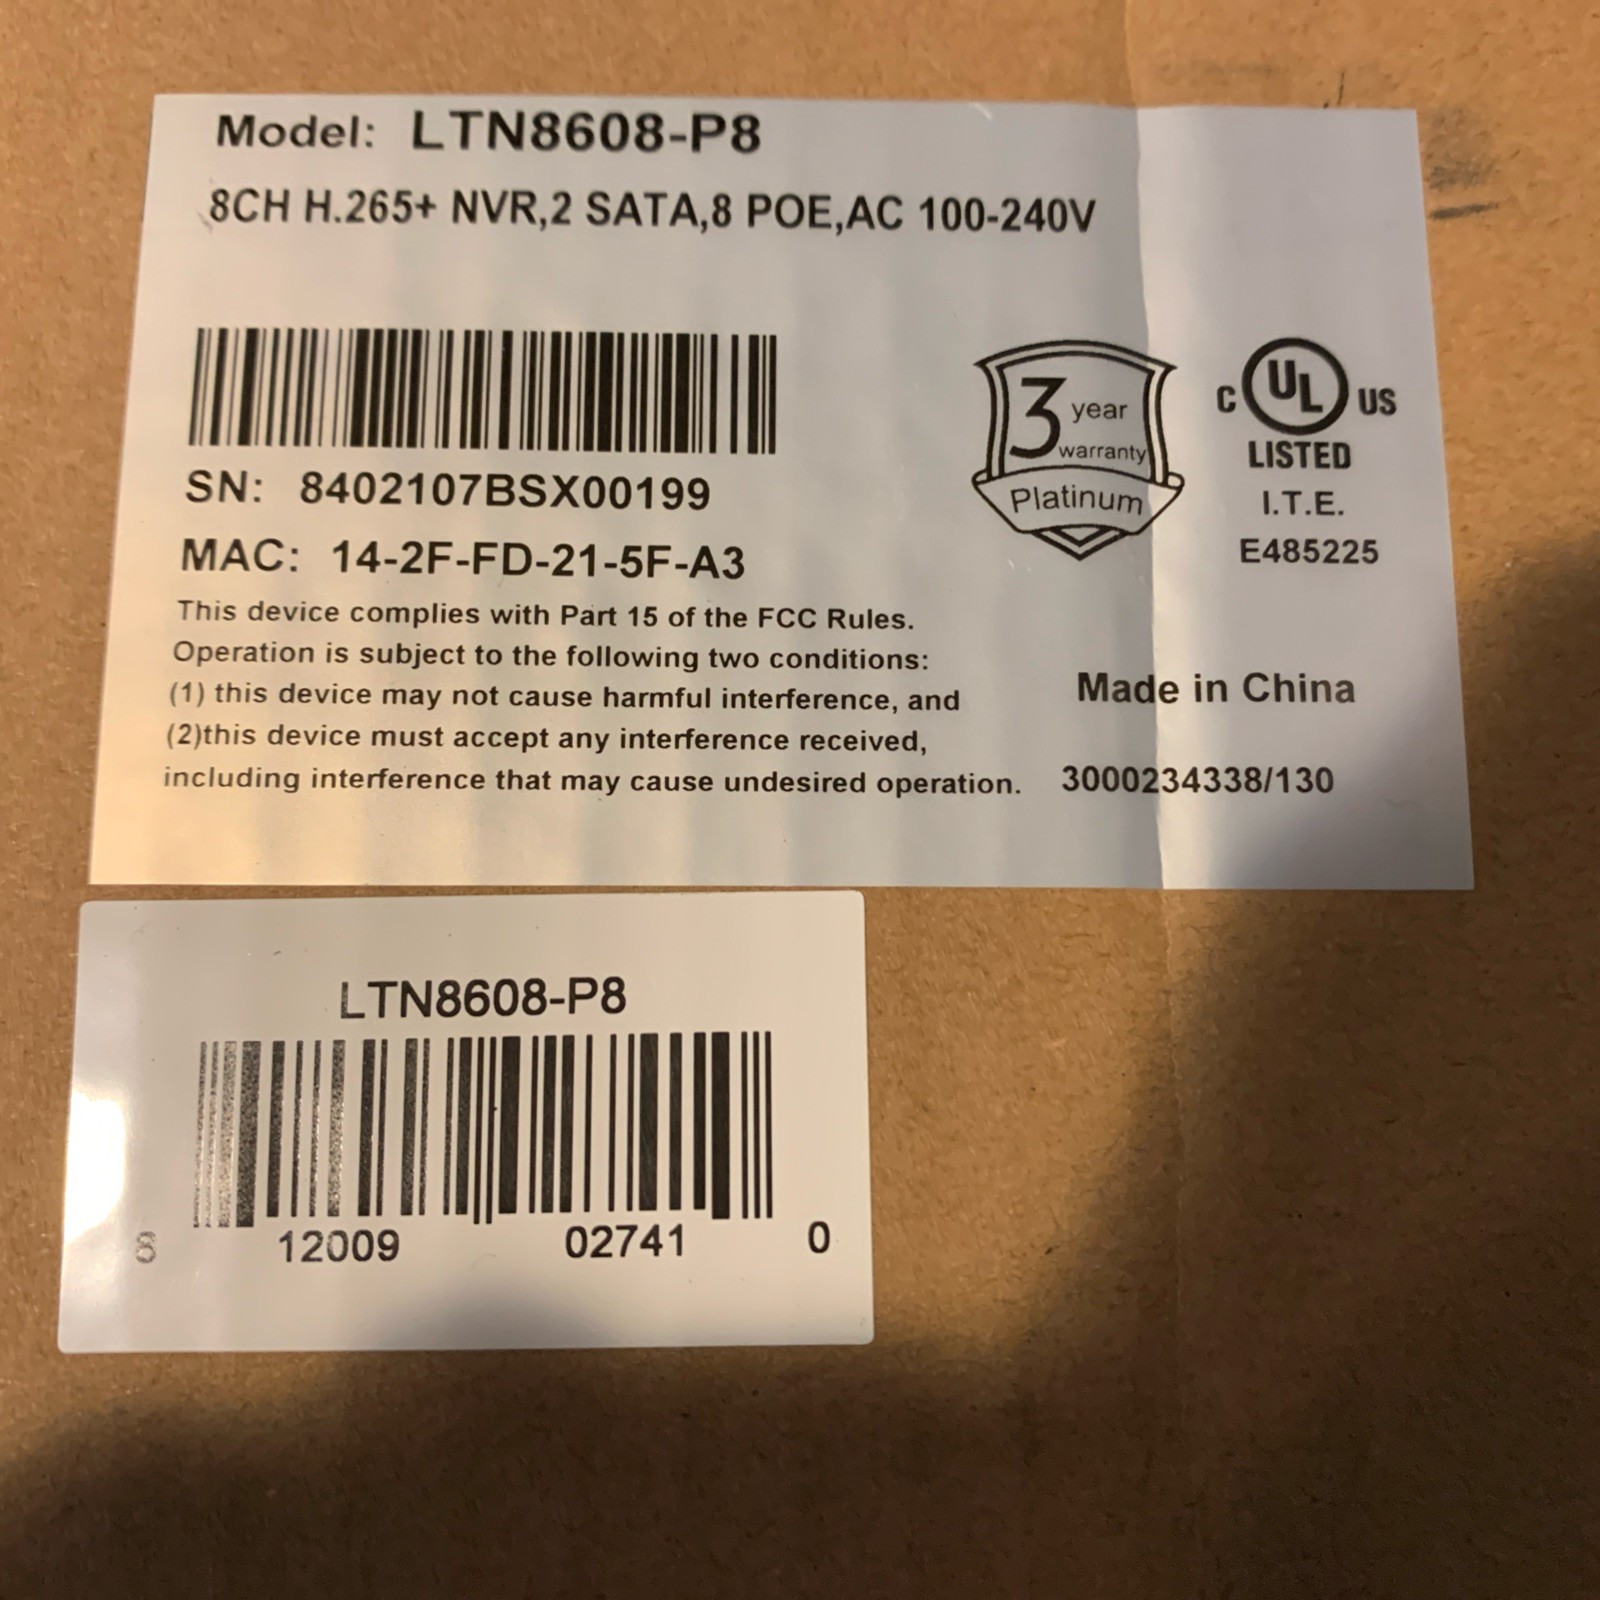 Model: LTN8608-P8
8CH H.265+ NVR,2 SATA,8 POE,AC 100-240V
SN: 8402107BSX00199
MAC: 14-2F-FD-21-5F-A3
This device complies with Part 15 of the FCC Rules.
Operation is subject to the following two conditions:
(1) this device may not cause harmful interference, and
(2)this device must accept any interference received,
including interference that may cause undesired operation.
3 year
warranty
Platinum
C UL US
LISTED
I.T.E.
E485225
Made in China
3000234338/130
LTN8608-P8
8 12009 02741 0